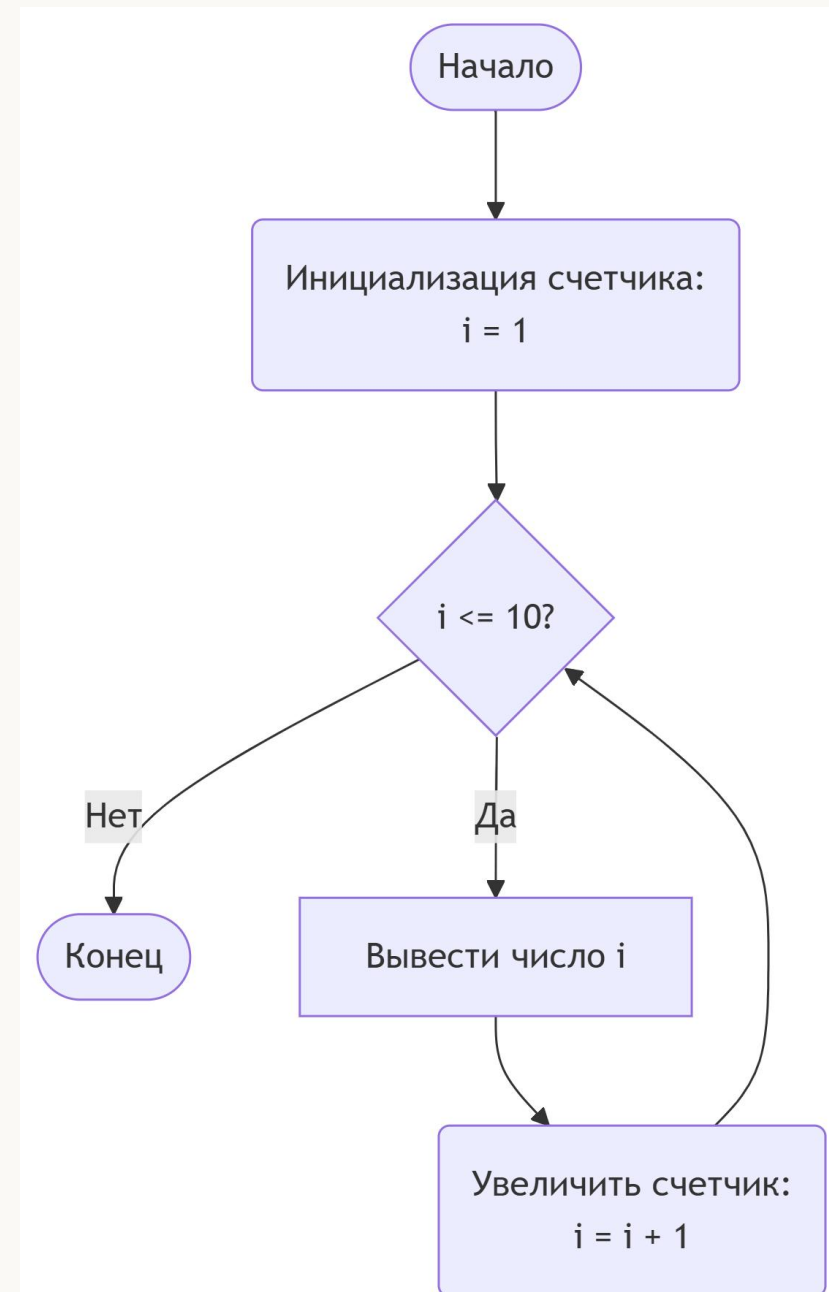 Начало
Инициализация счетчика:
i = 1
i <= 10?
Нет
Да
Конец
Вывести число i
Увеличить счетчик:
i = i + 1